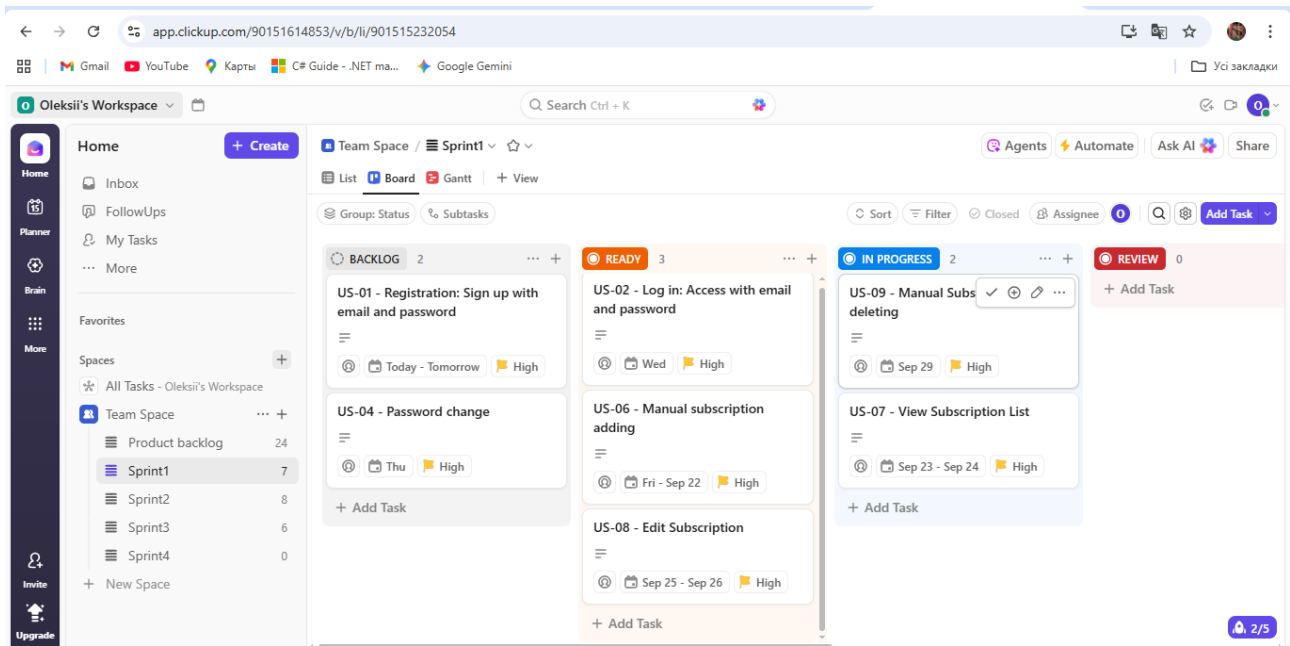 app.clickup.com/90151614853/v/b/li/901515232054
Gmail YouTube Карты C# Guide - .NET ma... Google Gemini Усі закладки
O Oleksii's Workspace Search Ctrl + K O
Home
Planner
15
Brain
More
Invite
Upgrade
Home + Create
Inbox
FollowUps
My Tasks
More
Favorites
Spaces
All Tasks - Oleksii's Workspace
Team Space
Product backlog 24
Sprint1 7
Sprint2 8
Sprint3 6
Sprint4 0
+ New Space
Team Space / Sprint1
Agents Automate Ask AI Share
List Board Gantt + View
Group: Status Subtasks
Sort Filter Closed Assignee O Add Task
BACKLOG 2
US-01 - Registration: Sign up with
email and password
Today - Tomorrow High
US-04 - Password change
Thu High
+ Add Task
READY 3
US-02 - Log in: Access with email
and password
Wed High
US-06 - Manual subscription
adding
Fri - Sep 22 High
US-08 - Edit Subscription
Sep 25 - Sep 26 High
+ Add Task
IN PROGRESS 2
US-09 - Manual Subs
deleting
Sep 29 High
US-07 - View Subscription List
Sep 23 - Sep 24 High
+ Add Task
REVIEW 0
+ Add Task
2/5